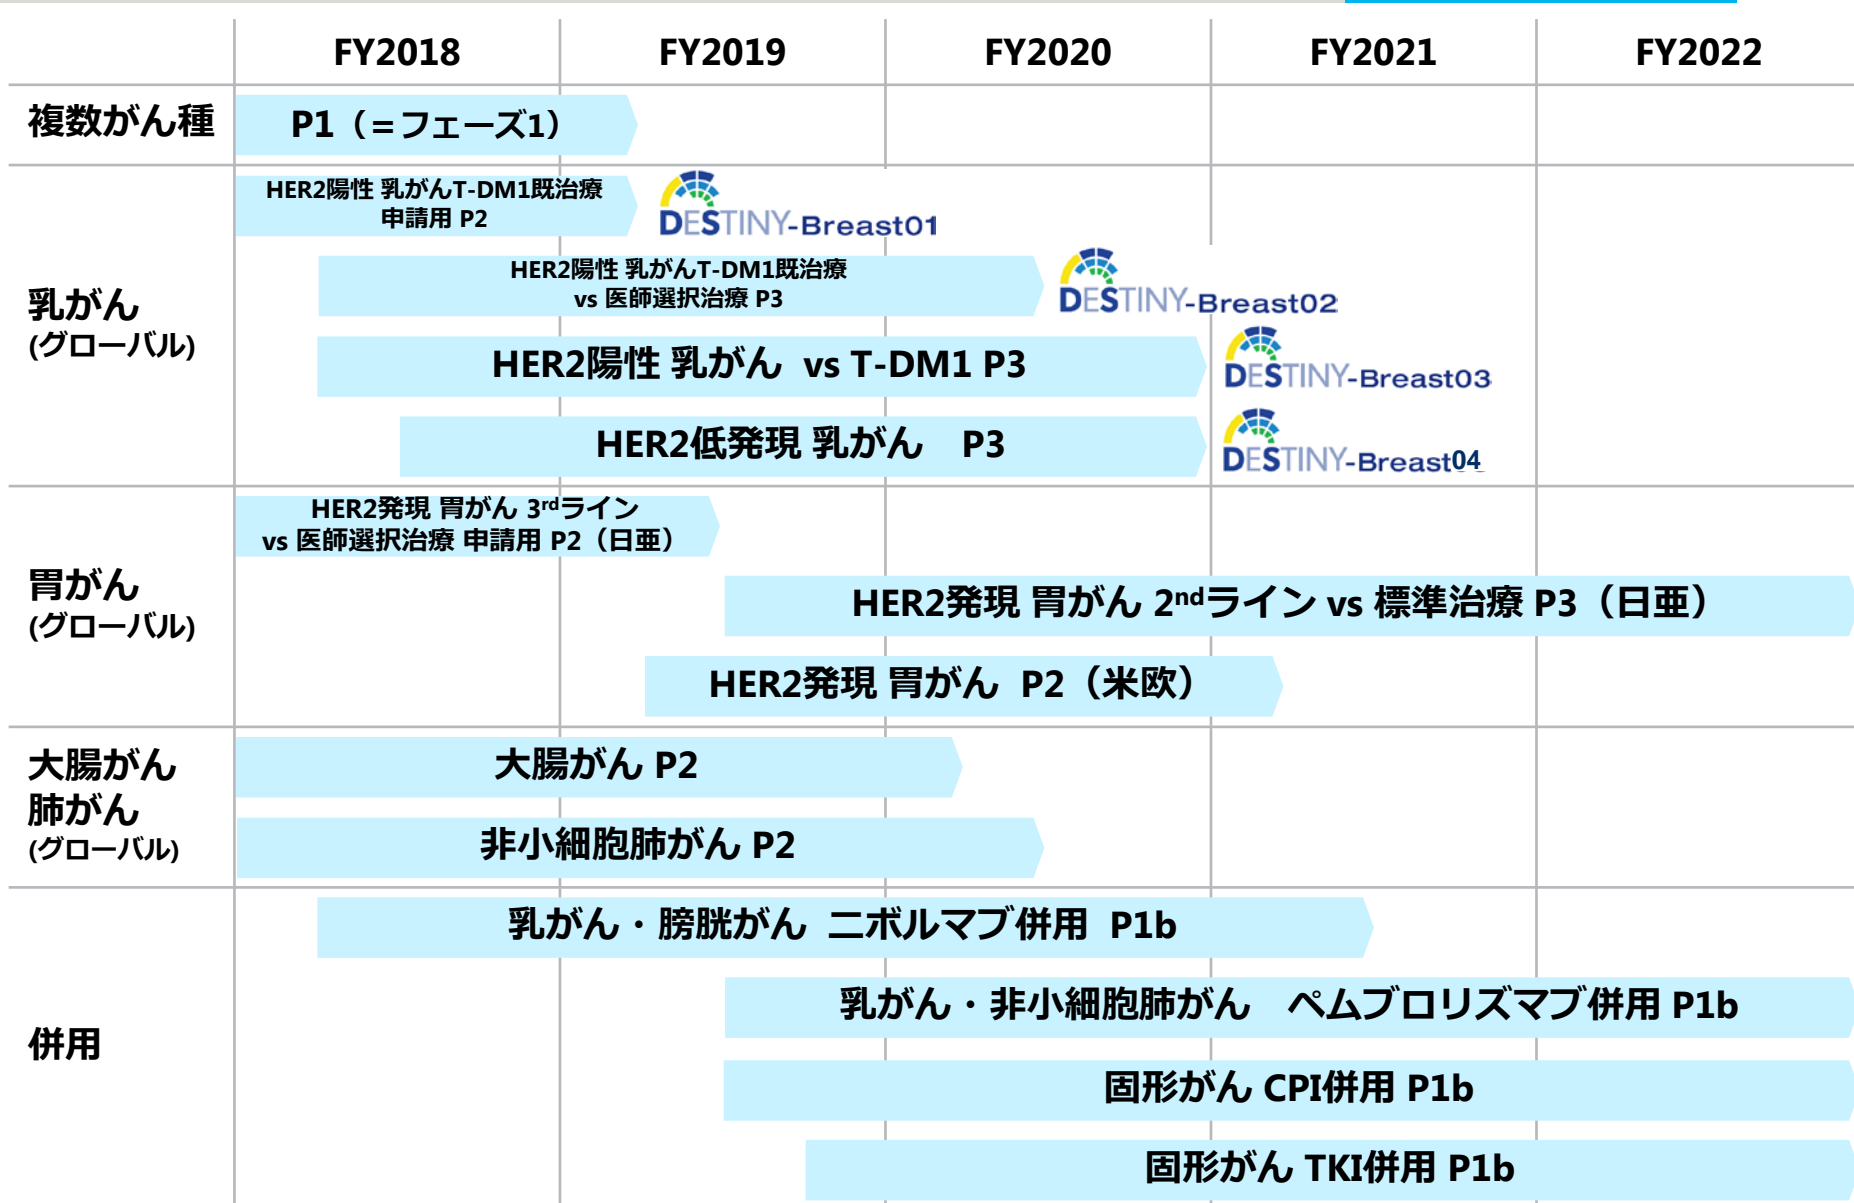 FY2018 FY2019 FY2020 FY2021 FY2022
複数がん種
P1（=フェーズ1）
乳がん
(グローバル)
HER2陽性 乳がんT-DM1既治療
申請用 P2
DESTINY-Breast01
HER2陽性 乳がんT-DM1既治療
vs 医師選択治療 P3
DESTINY-Breast02
HER2陽性 乳がん vs T-DM1 P3
DESTINY-Breast03
HER2低発現 乳がん P3
DESTINY-Breast04
胃がん
(グローバル)
HER2発現 胃がん 3rdライン
vs 医師選択治療 申請用 P2（日亜）
HER2発現 胃がん 2ndライン vs 標準治療 P3（日亜）
HER2発現 胃がん P2（米欧）
大腸がん
肺がん
(グローバル)
大腸がん P2
非小細胞肺がん P2
併用
乳がん・膀胱がん ニボルマブ併用 P1b
乳がん・非小細胞肺がん ペムブロリズマブ併用 P1b
固形がん CPI併用 P1b
固形がん TKI併用 P1b